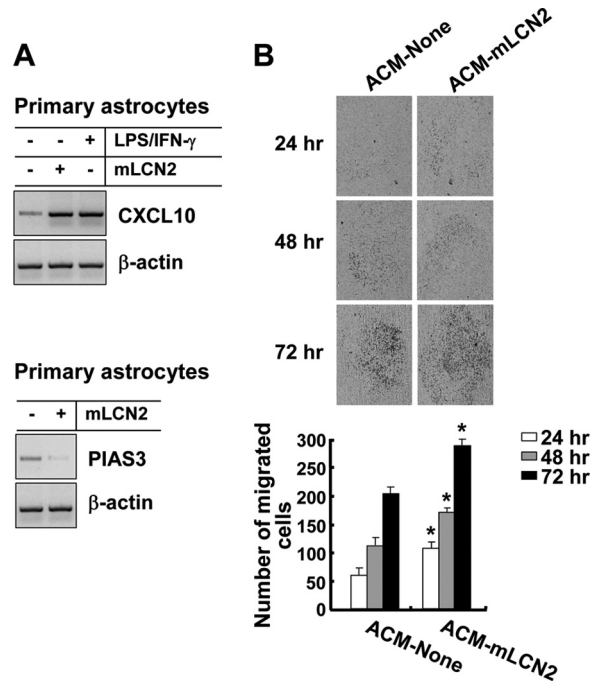 A
Primary astrocytes
- - + LPS/IFN-γ
- + - mLCN2
CXCL10
β-actin
Primary astrocytes
- + mLCN2
PIAS3
β-actin
B
ACM-None
ACM-mLCN2
24 hr
48 hr
72 hr
Number of migrated
cells
300
250
200
150
100
50
0
* * *
24 hr
48 hr
72 hr
ACM-None
ACM-mLCN2